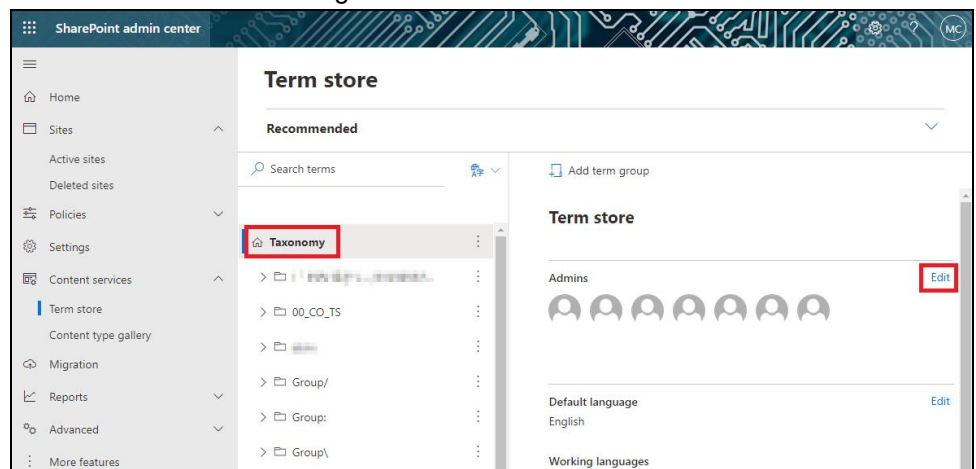 SharePoint admin center
?
MC
Home
Sites
Active sites
Deleted sites
Policies
Settings
Content services
Term store
Content type gallery
Migration
Reports
Advanced
More features
Term store
Recommended
Search terms
Taxonomy
00_CO_TS
Group/
Group:
Group\
Add term group
Term store
Admins
Edit
Default language
Edit
English
Working languages